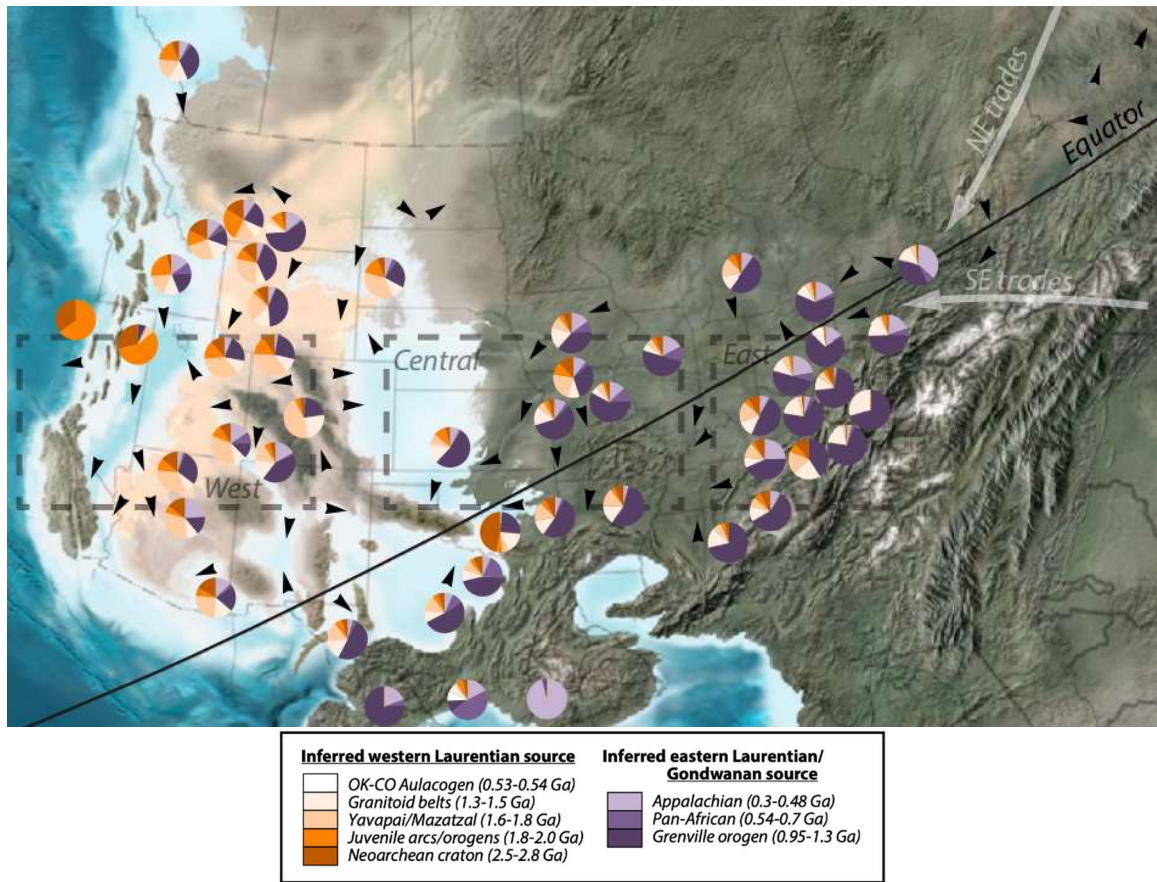 NE trades
Equator
SE trades
Central
East
West
Inferred western Laurentian source
OK-CO Aulacogen (0.53-0.54 Ga)
Granitoid belts (1.3-1.5 Ga)
Yavapai/Mazatzal (1.6-1.8 Ga)
Juvenile arcs/orogens (1.8-2.0 Ga)
Neoarchean craton (2.5-2.8 Ga)
Inferred eastern Laurentian/
Gondwanan source
Appalachian (0.3-0.48 Ga)
Pan-African (0.54-0.7 Ga)
Grenville orogen (0.95-1.3 Ga)